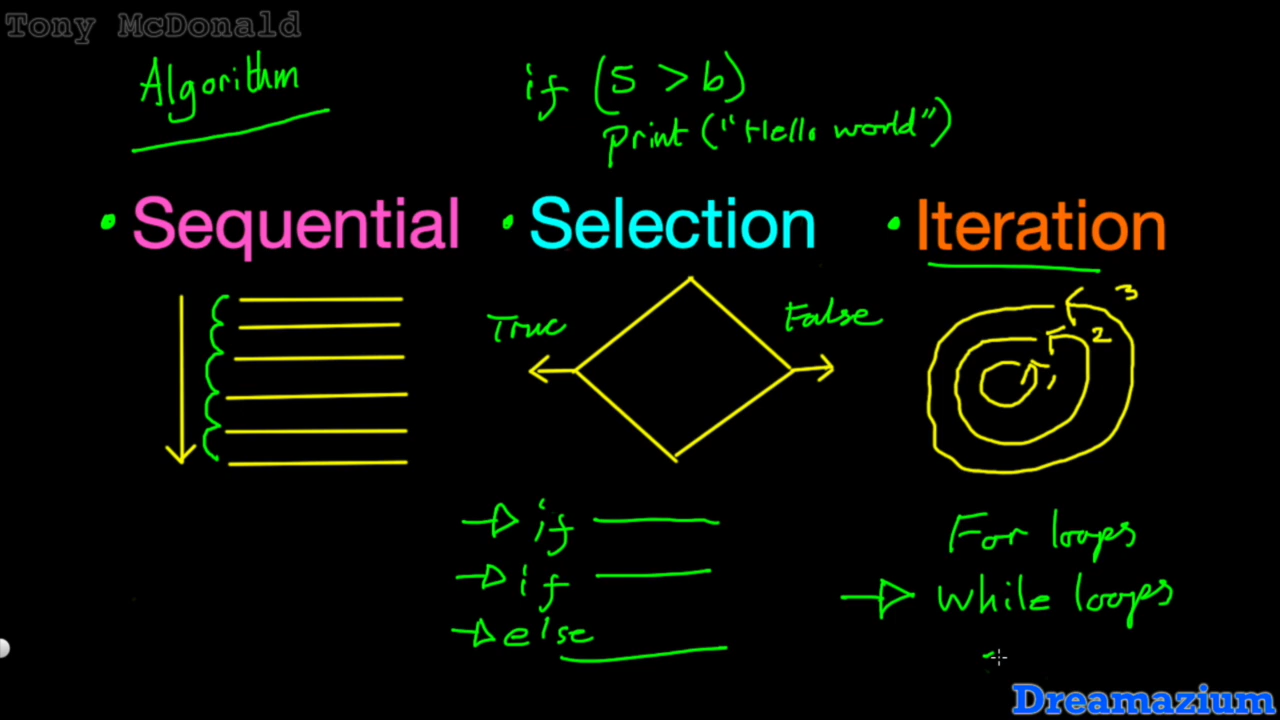 Tony McDonald
Algorithm
if (5 > b)
print ("Hello world")
• Sequential
• Selection
• Iteration
True
False
3
2
1
→ if
→ if
→ else
For loops
→ While loops
Dreamazium